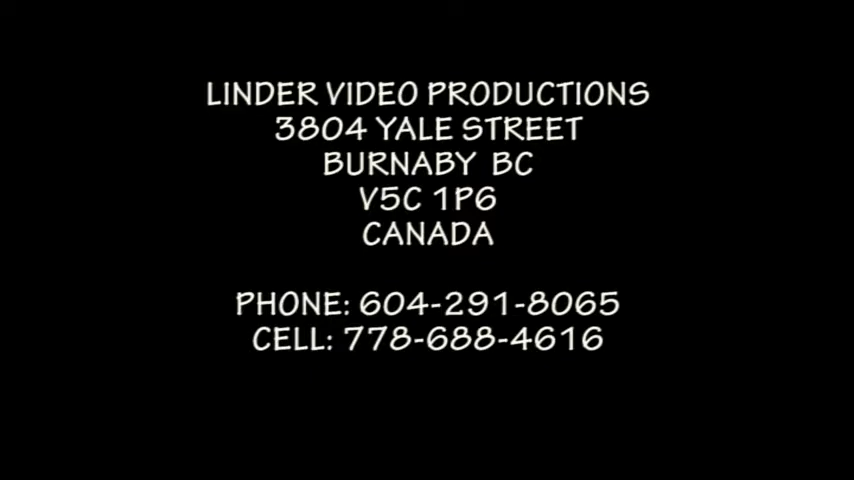 LINDER VIDEO PRODUCTIONS
3804 YALE STREET
BURNABY BC
V5C 1P6
CANADA
PHONE: 604-291-8065
CELL: 778-688-4616